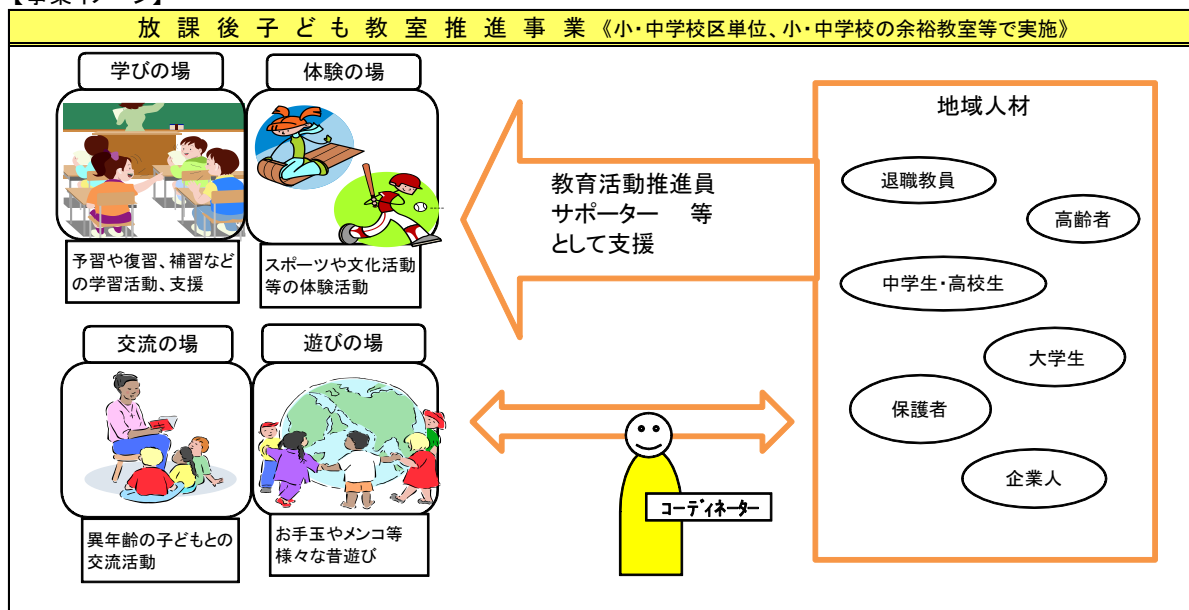 【事業イメージ】
放課後子ども教室推進事業《小・中学校区単位、小・中学校の余裕教室等で実施》
学びの場
予習や復習、補習など
の学習活動、支援
体験の場
スポーツや文化活動
等の体験活動
交流の場
異年齢の子どもとの
交流活動
遊びの場
お手玉やメンコ等
様々な昔遊び
教育活動推進員
サポーター 等
として支援
コーディネーター
地域人材
退職教員
高齢者
中学生・高校生
大学生
保護者
企業人